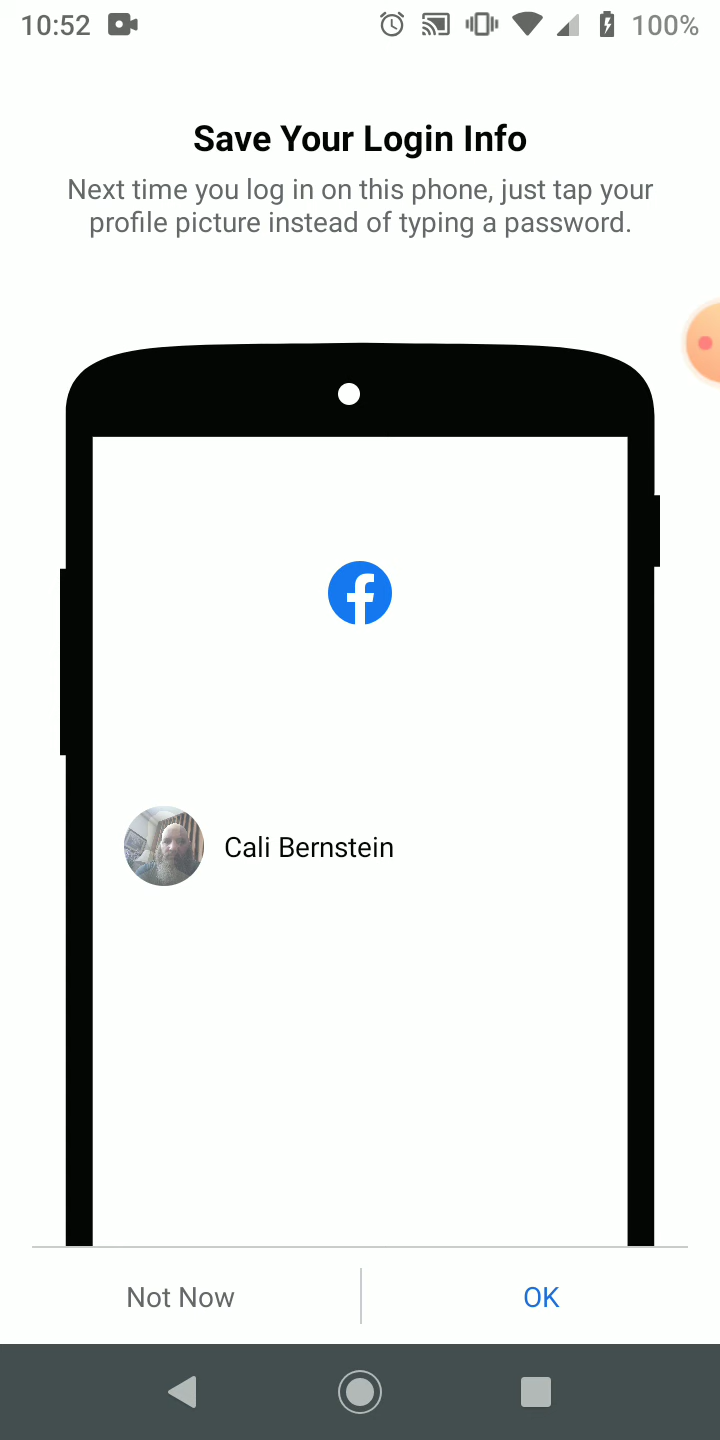 10:52 100%
Save Your Login Info
Next time you log in on this phone, just tap your
profile picture instead of typing a password.
Cali Bernstein
Not Now OK